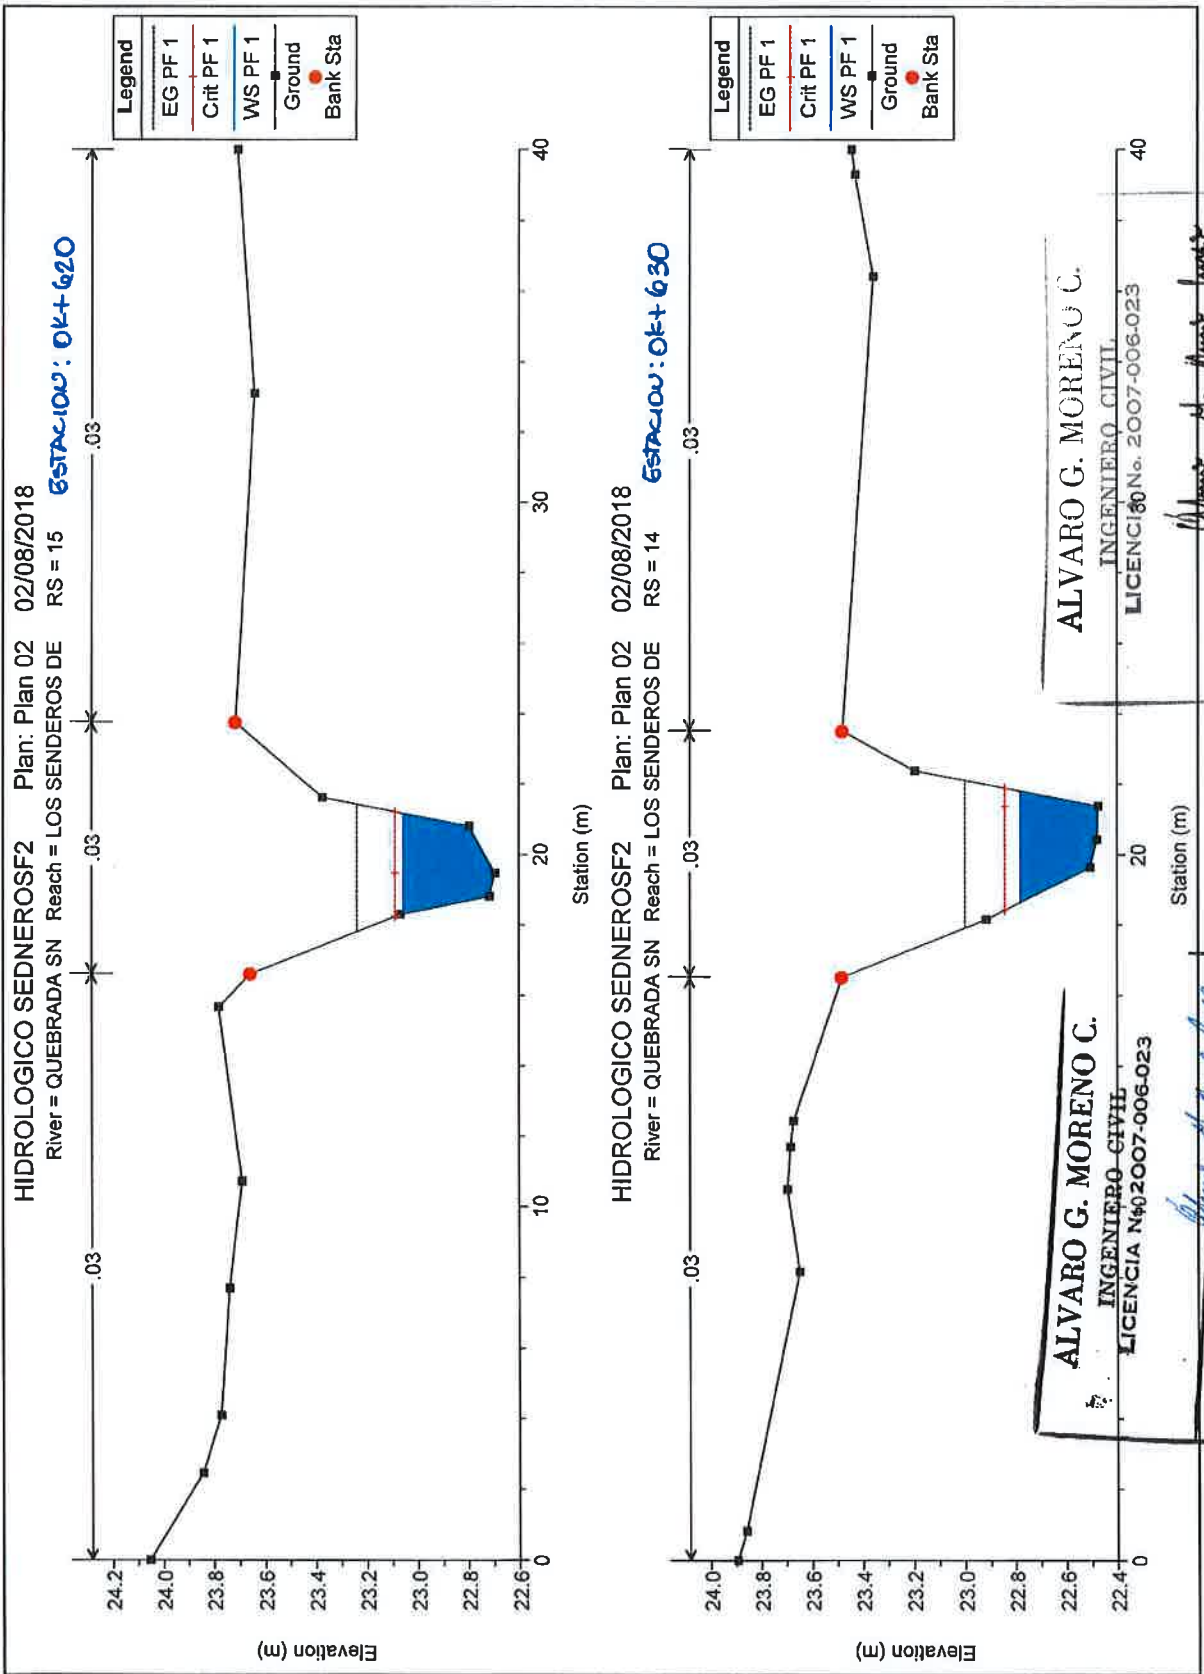 HIDROLOGICO SEDNEROSF2 Plan: Plan 02 02/08/2018
River = QUEBRADA SN Reach = LOS SENDEROS DE RS = 15
ESTACION: 0K+620
.03
.03
.03
Legend
EG PF 1
Crit PF 1
WS PF 1
Ground
Bank Sta
Elevation (m)
24.2
24.0
23.8
23.6
23.4
23.2
23.0
22.8
22.6
0
10
20
30
40
Station (m)
HIDROLOGICO SEDNEROSF2 Plan: Plan 02 02/08/2018
River = QUEBRADA SN Reach = LOS SENDEROS DE RS = 14
ESTACION: 0K+630
.03
.03
.03
Legend
EG PF 1
Crit PF 1
WS PF 1
Ground
Bank Sta
Elevation (m)
24.0
23.8
23.6
23.4
23.2
23.0
22.8
22.6
22.4
0
10
20
30
40
Station (m)
ALVARO G. MORENO C.
INGENIERO CIVIL
LICENCIA No. 2007-006-023
ALVARO G. MORENO C.
INGENIERO CIVIL
LICENCIA No. 2007-006-023